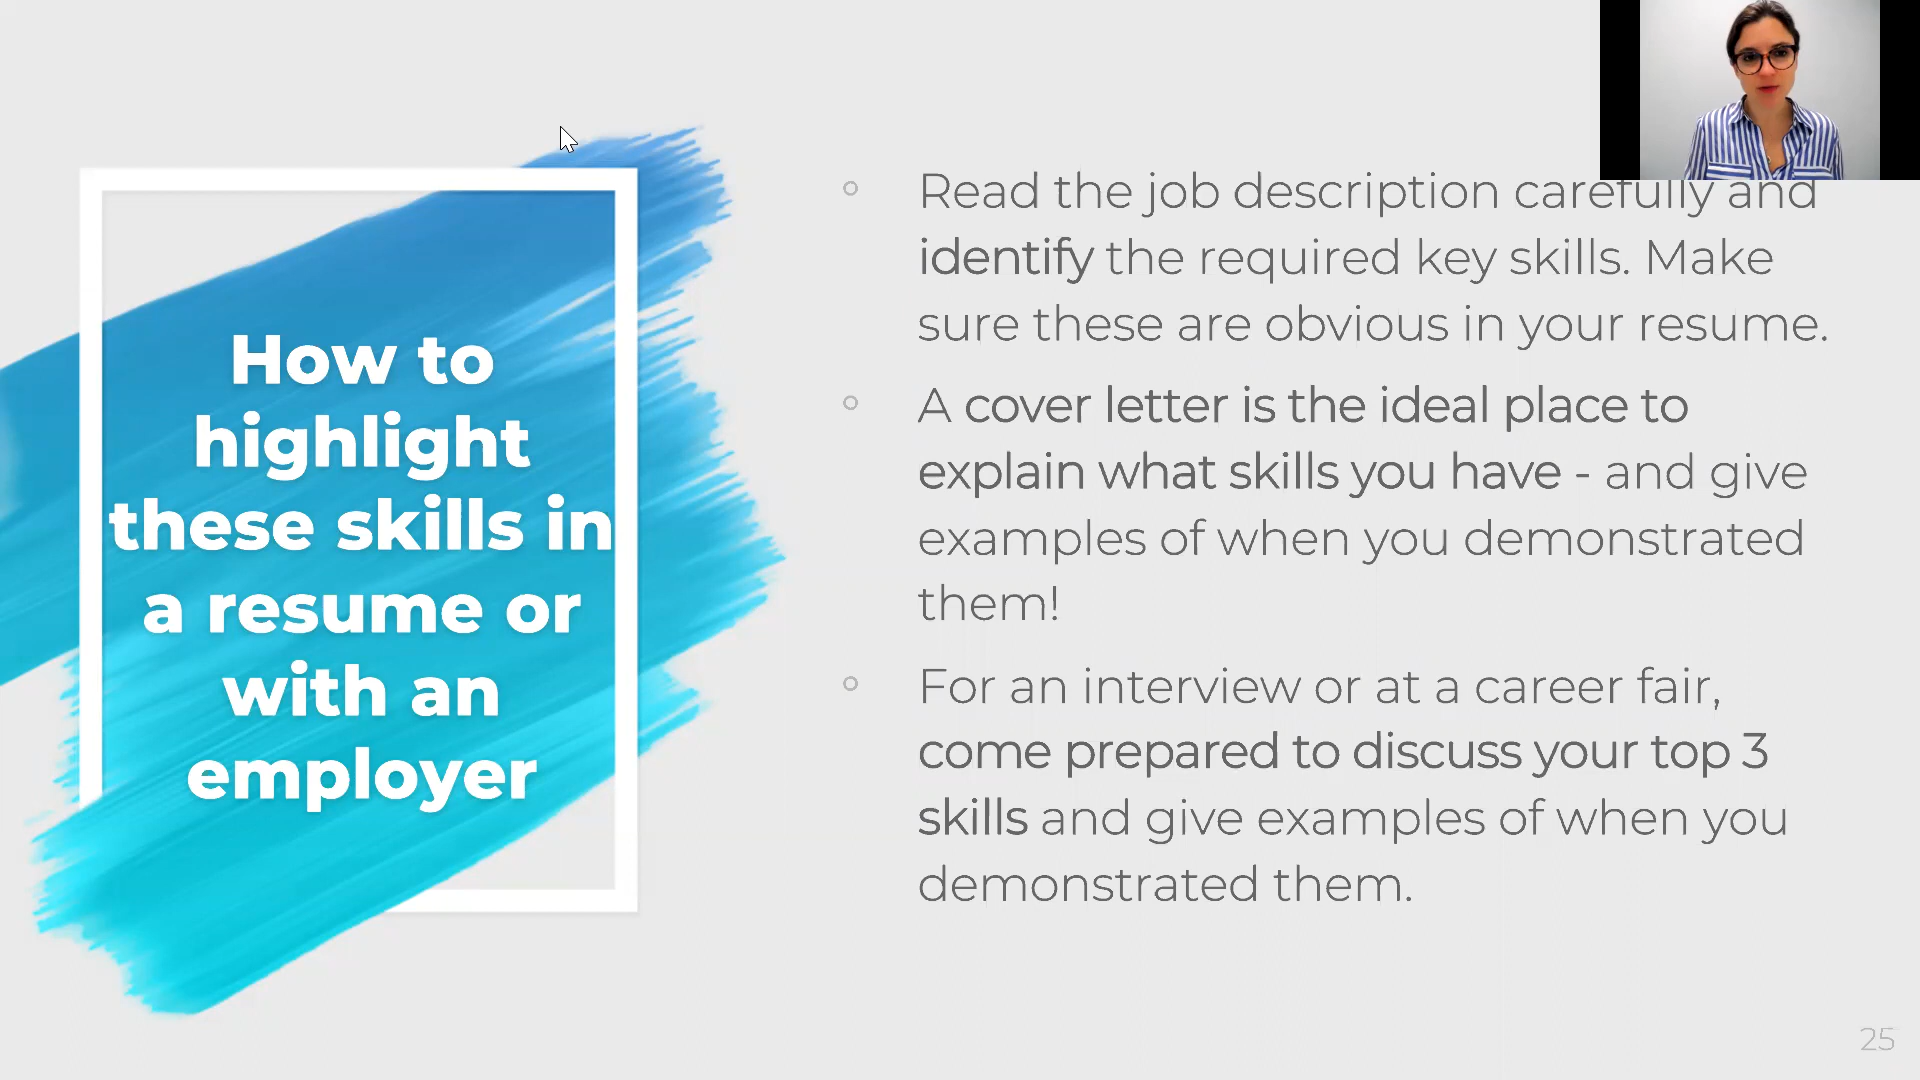 How to
highlight
these skills in
a resume or
with an
employer
Read the job description carefully and
identify the required key skills. Make
sure these are obvious in your resume.
A cover letter is the ideal place to
explain what skills you have - and give
examples of when you demonstrated
them!
For an interview or at a career fair,
come prepared to discuss your top 3
skills and give examples of when you
demonstrated them.
25